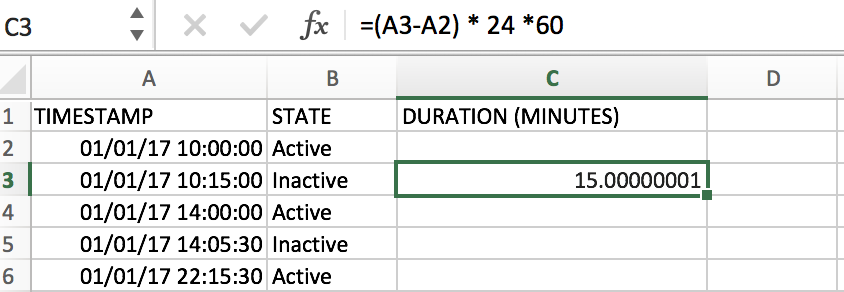 C3 fx =(A3-A2) * 24 *60
A B C D
1 TIMESTAMP STATE DURATION (MINUTES)
2 01/01/17 10:00:00 Active
3 01/01/17 10:15:00 Inactive 15.00000001
4 01/01/17 14:00:00 Active
5 01/01/17 14:05:30 Inactive
6 01/01/17 22:15:30 Active